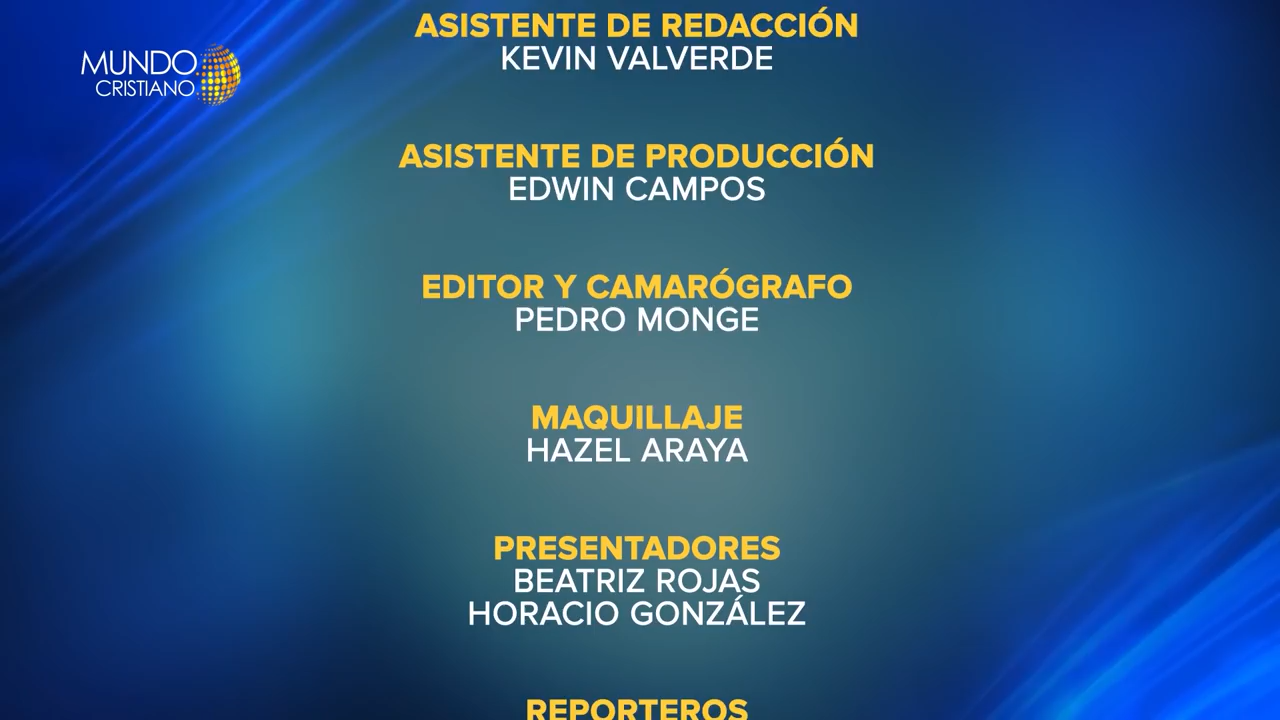 MUNDO
CRISTIANO
ASISTENTE DE REDACCIÓN
KEVIN VALVERDE
ASISTENTE DE PRODUCCIÓN
EDWIN CAMPOS
EDITOR Y CAMARÓGRAFO
PEDRO MONGE
MAQUILLAJE
HAZEL ARAYA
PRESENTADORES
BEATRIZ ROJAS
HORACIO GONZÁLEZ
REPORTEROS